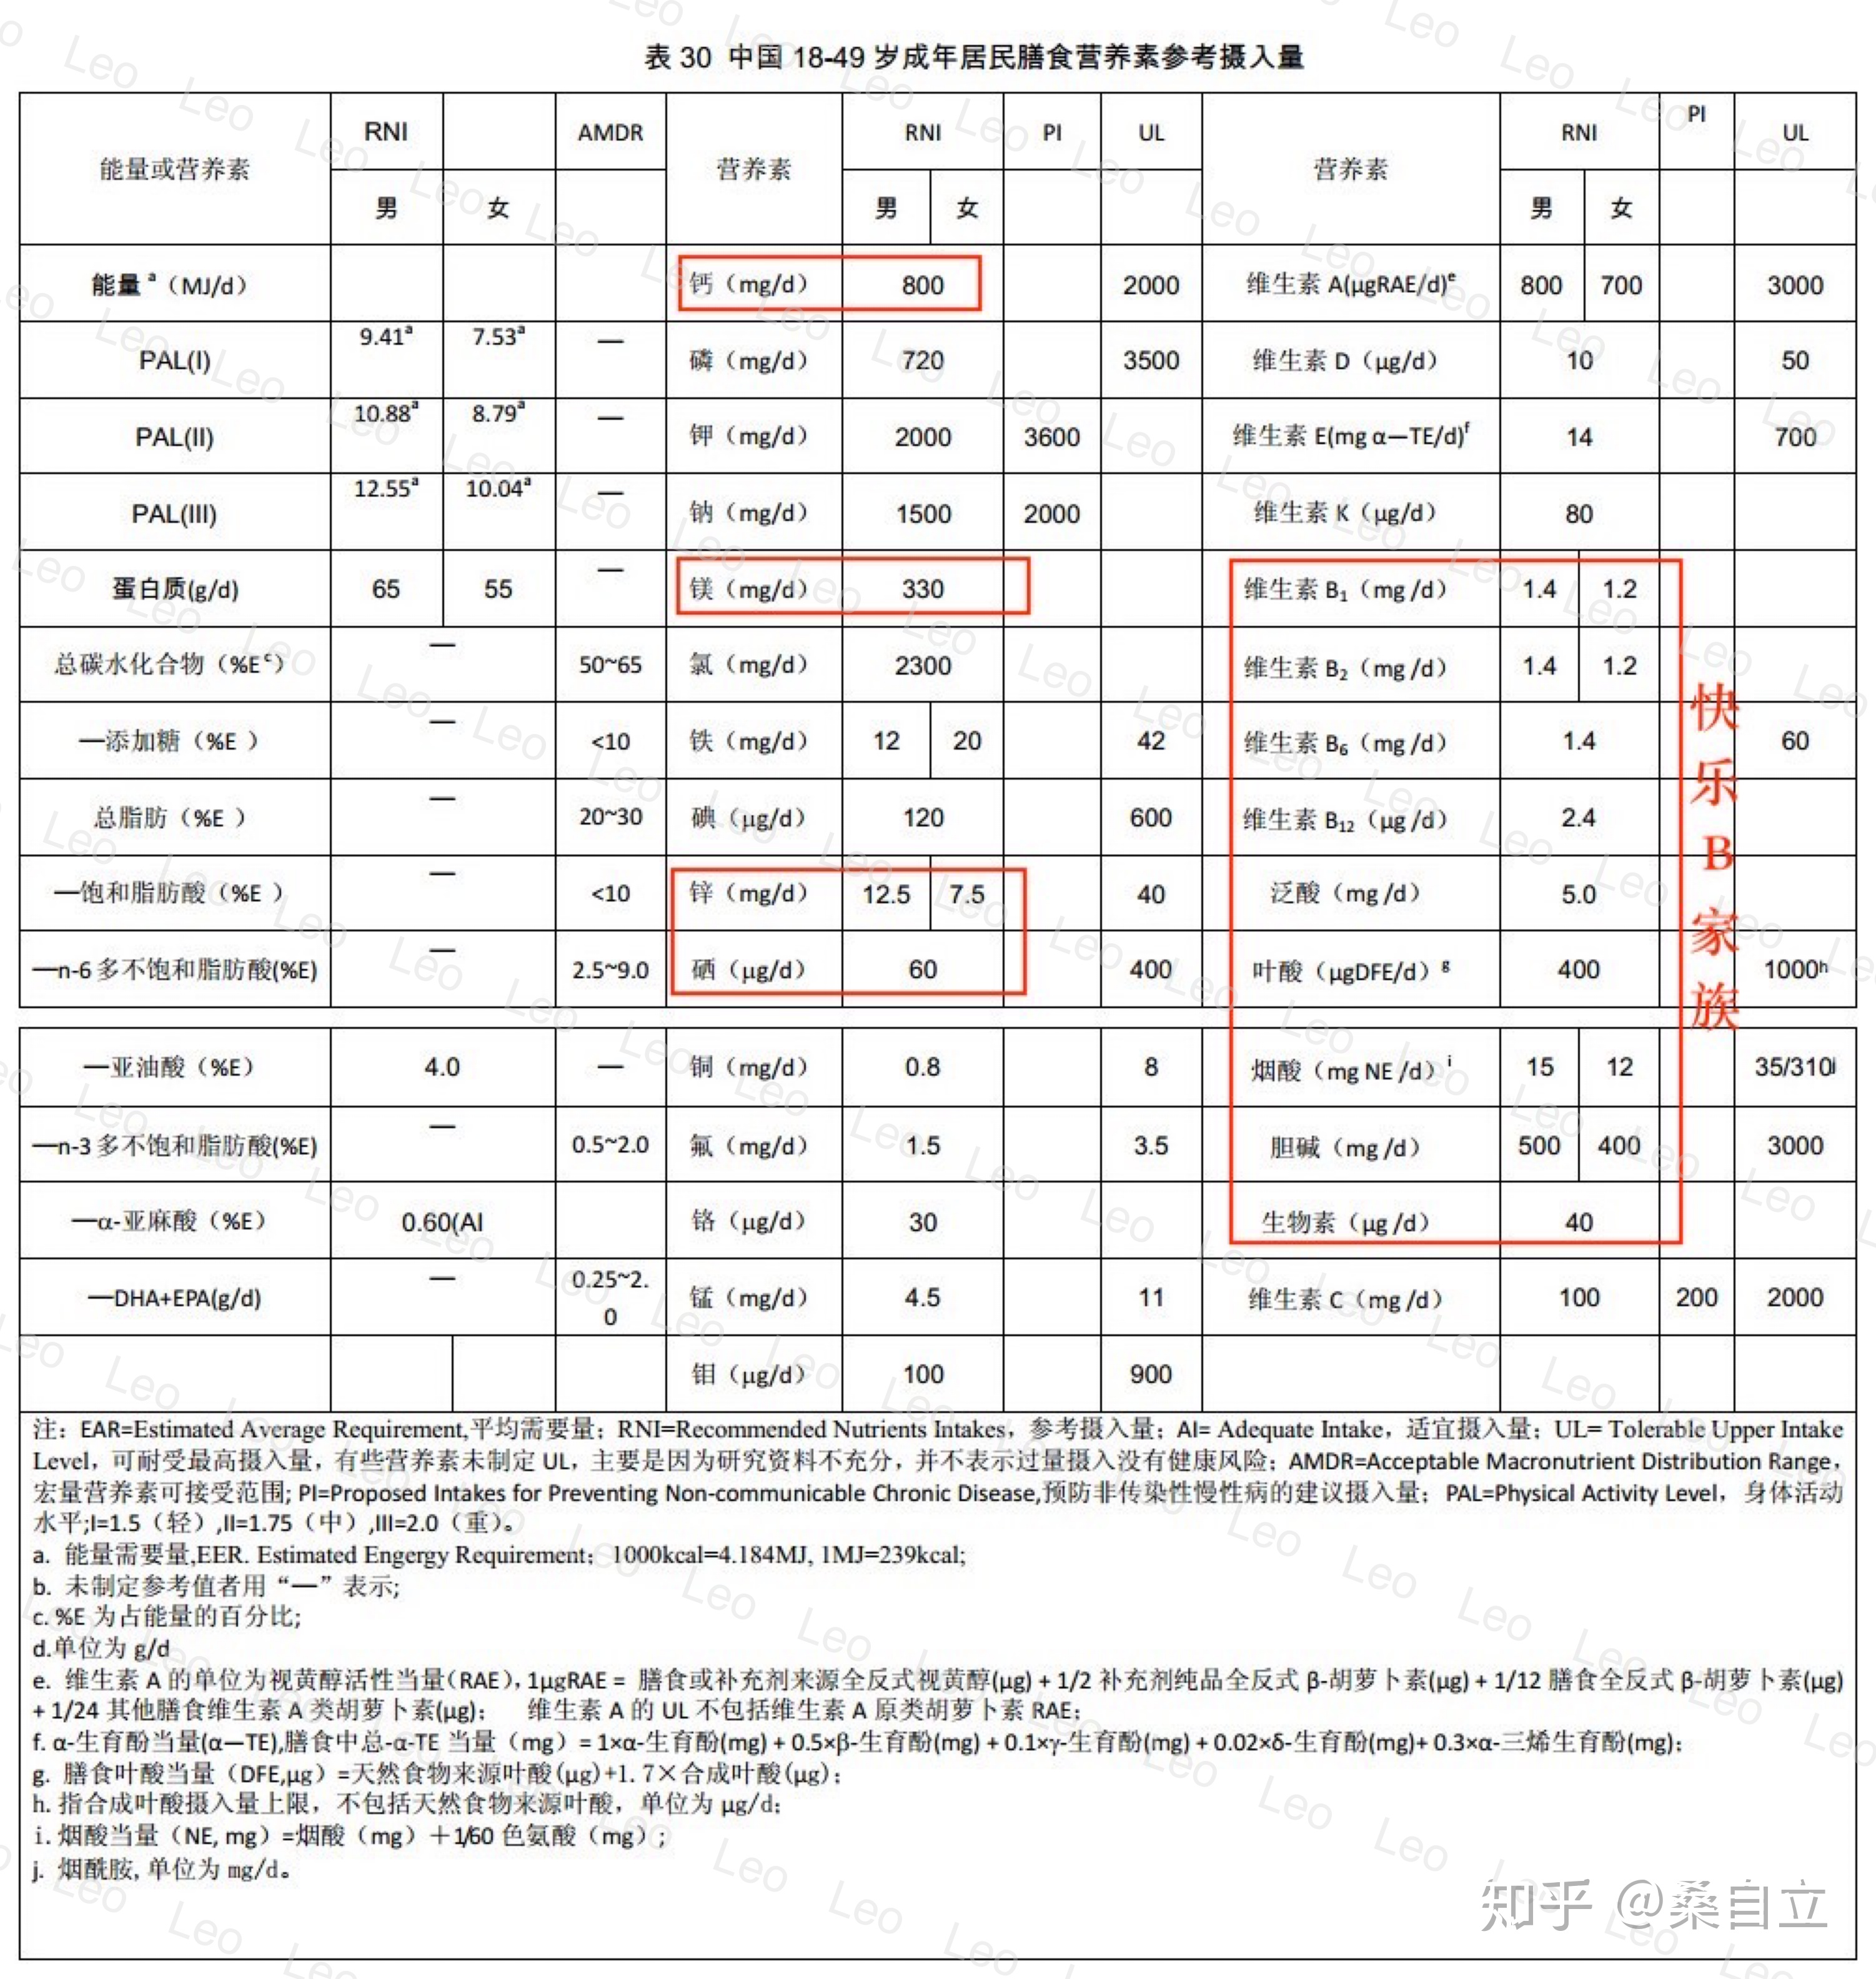 表 30 中国 18-49 岁成年居民膳食营养素参考摄入量
能量或营养素 RNI AMDR 营养素 RNI PI UL 营养素 RNI PI UL
男 女 男 女 男 女
能量ᵃ（MJ/d） 钙（mg/d） 800 2000 维生素 A(μgRAE/d)ᵉ 800 700 3000
PAL(I) 9.41ᵃ 7.53ᵃ — 磷（mg/d） 720 3500 维生素 D（μg/d） 10 50
PAL(II) 10.88ᵃ 8.79ᵃ — 钾（mg/d） 2000 3600 维生素 E(mg α—TE/d)ᶠ 14 700
PAL(III) 12.55ᵃ 10.04ᵃ — 钠（mg/d） 1500 2000 维生素 K（μg/d） 80
蛋白质(g/d) 65 55 — 镁（mg/d） 330 维生素 B₁（mg /d） 1.4 1.2
总碳水化合物（%Eᶜ） — 50~65 氯（mg/d） 2300 维生素 B₂（mg /d） 1.4 1.2
—添加糖（%E ） — <10 铁（mg/d） 12 20 42 维生素 B₆（mg /d） 1.4 60
总脂肪（%E ） — 20~30 碘（μg/d） 120 600 维生素 B₁₂（μg /d） 2.4
—饱和脂肪酸（%E ） — <10 锌（mg/d） 12.5 7.5 40 泛酸（mg /d） 5.0
—n-6 多不饱和脂肪酸(%E) — 2.5~9.0 硒（μg/d） 60 400 叶酸（μgDFE/d）ᵍ 400 1000ʰ
快乐B家族
—亚油酸（%E） 4.0 — 铜（mg/d） 0.8 8 烟酸（mg NE /d）ⁱ 15 12 35/310ʲ
—n-3 多不饱和脂肪酸(%E) — 0.5~2.0 氟（mg/d） 1.5 3.5 胆碱（mg /d） 500 400 3000
—α-亚麻酸（%E） 0.60(AI 铬（μg/d） 30 生物素（μg /d） 40
—DHA+EPA(g/d) — 0.25~2.0 锰（mg/d） 4.5 11 维生素 C（mg /d） 100 200 2000
钼（μg/d） 100 900
注：EAR=Estimated Average Requirement,平均需要量；RNI=Recommended Nutrients Intakes，参考摄入量；AI= Adequate Intake，适宜摄入量；UL= Tolerable Upper Intake
Level，可耐受最高摄入量，有些营养素未制定 UL，主要是因为研究资料不充分，并不表示过量摄入没有健康风险；AMDR=Acceptable Macronutrient Distribution Range，
宏量营养素可接受范围; PI=Proposed Intakes for Preventing Non-communicable Chronic Disease,预防非传染性慢性病的建议摄入量；PAL=Physical Activity Level，身体活动
水平;I=1.5（轻）,II=1.75（中）,III=2.0（重）。
a. 能量需要量,EER. Estimated Engergy Requirement；1000kcal=4.184MJ, 1MJ=239kcal;
b. 未制定参考值者用“—”表示;
c. %E 为占能量的百分比;
d.单位为 g/d
e. 维生素 A 的单位为视黄醇活性当量(RAE)，1μgRAE = 膳食或补充剂来源全反式视黄醇(μg) + 1/2 补充剂纯品全反式 β-胡萝卜素(μg) + 1/12 膳食全反式 β-胡萝卜素(μg)
+ 1/24 其他膳食维生素 A 类胡萝卜素(μg)； 维生素 A 的 UL 不包括维生素 A 原类胡萝卜素 RAE；
f. α-生育酚当量(α—TE),膳食中总-α-TE 当量（mg）= 1×α-生育酚(mg) + 0.5×β-生育酚(mg) + 0.1×γ-生育酚(mg) + 0.02×δ-生育酚(mg)+ 0.3×α-三烯生育酚(mg)；
g. 膳食叶酸当量（DFE,μg）=天然食物来源叶酸(μg)+1.7×合成叶酸(μg)；
h. 指合成叶酸摄入量上限，不包括天然食物来源叶酸，单位为 μg/d；
i. 烟酸当量（NE, mg）=烟酸（mg）＋1/60 色氨酸（mg）;
j. 烟酰胺, 单位为 mg/d。
知乎 @桑自立
Leo